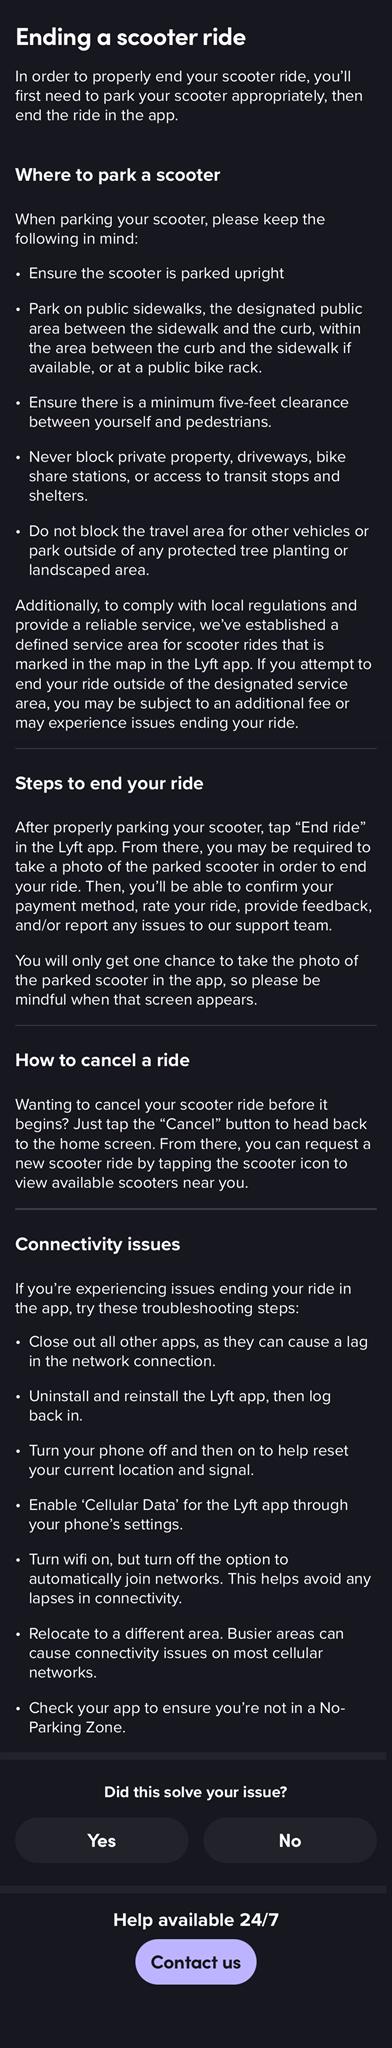 Ending a scooter ride
In order to properly end your scooter ride, you’ll
first need to park your scooter appropriately, then
end the ride in the app.
Where to park a scooter
When parking your scooter, please keep the
following in mind:
• Ensure the scooter is parked upright
• Park on public sidewalks, the designated public
area between the sidewalk and the curb, within
the area between the curb and the sidewalk if
available, or at a public bike rack.
• Ensure there is a minimum five-feet clearance
between yourself and pedestrians.
• Never block private property, driveways, bike
share stations, or access to transit stops and
shelters.
• Do not block the travel area for other vehicles or
park outside of any protected tree planting or
landscaped area.
Additionally, to comply with local regulations and
provide a reliable service, we’ve established a
defined service area for scooter rides that is
marked in the map in the Lyft app. If you attempt to
end your ride outside of the designated service
area, you may be subject to an additional fee or
may experience issues ending your ride.
Steps to end your ride
After properly parking your scooter, tap “End ride”
in the Lyft app. From there, you may be required to
take a photo of the parked scooter in order to end
your ride. Then, you’ll be able to confirm your
payment method, rate your ride, provide feedback,
and/or report any issues to our support team.
You will only get one chance to take the photo of
the parked scooter in the app, so please be
mindful when that screen appears.
How to cancel a ride
Wanting to cancel your scooter ride before it
begins? Just tap the “Cancel” button to head back
to the home screen. From there, you can request a
new scooter ride by tapping the scooter icon to
view available scooters near you.
Connectivity issues
If you’re experiencing issues ending your ride in
the app, try these troubleshooting steps:
• Close out all other apps, as they can cause a lag
in the network connection.
• Uninstall and reinstall the Lyft app, then log
back in.
• Turn your phone off and then on to help reset
your current location and signal.
• Enable ‘Cellular Data’ for the Lyft app through
your phone’s settings.
• Turn wifi on, but turn off the option to
automatically join networks. This helps avoid any
lapses in connectivity.
• Relocate to a different area. Busier areas can
cause connectivity issues on most cellular
networks.
• Check your app to ensure you’re not in a No-
Parking Zone.
Did this solve your issue?
Yes
No
Help available 24/7
Contact us